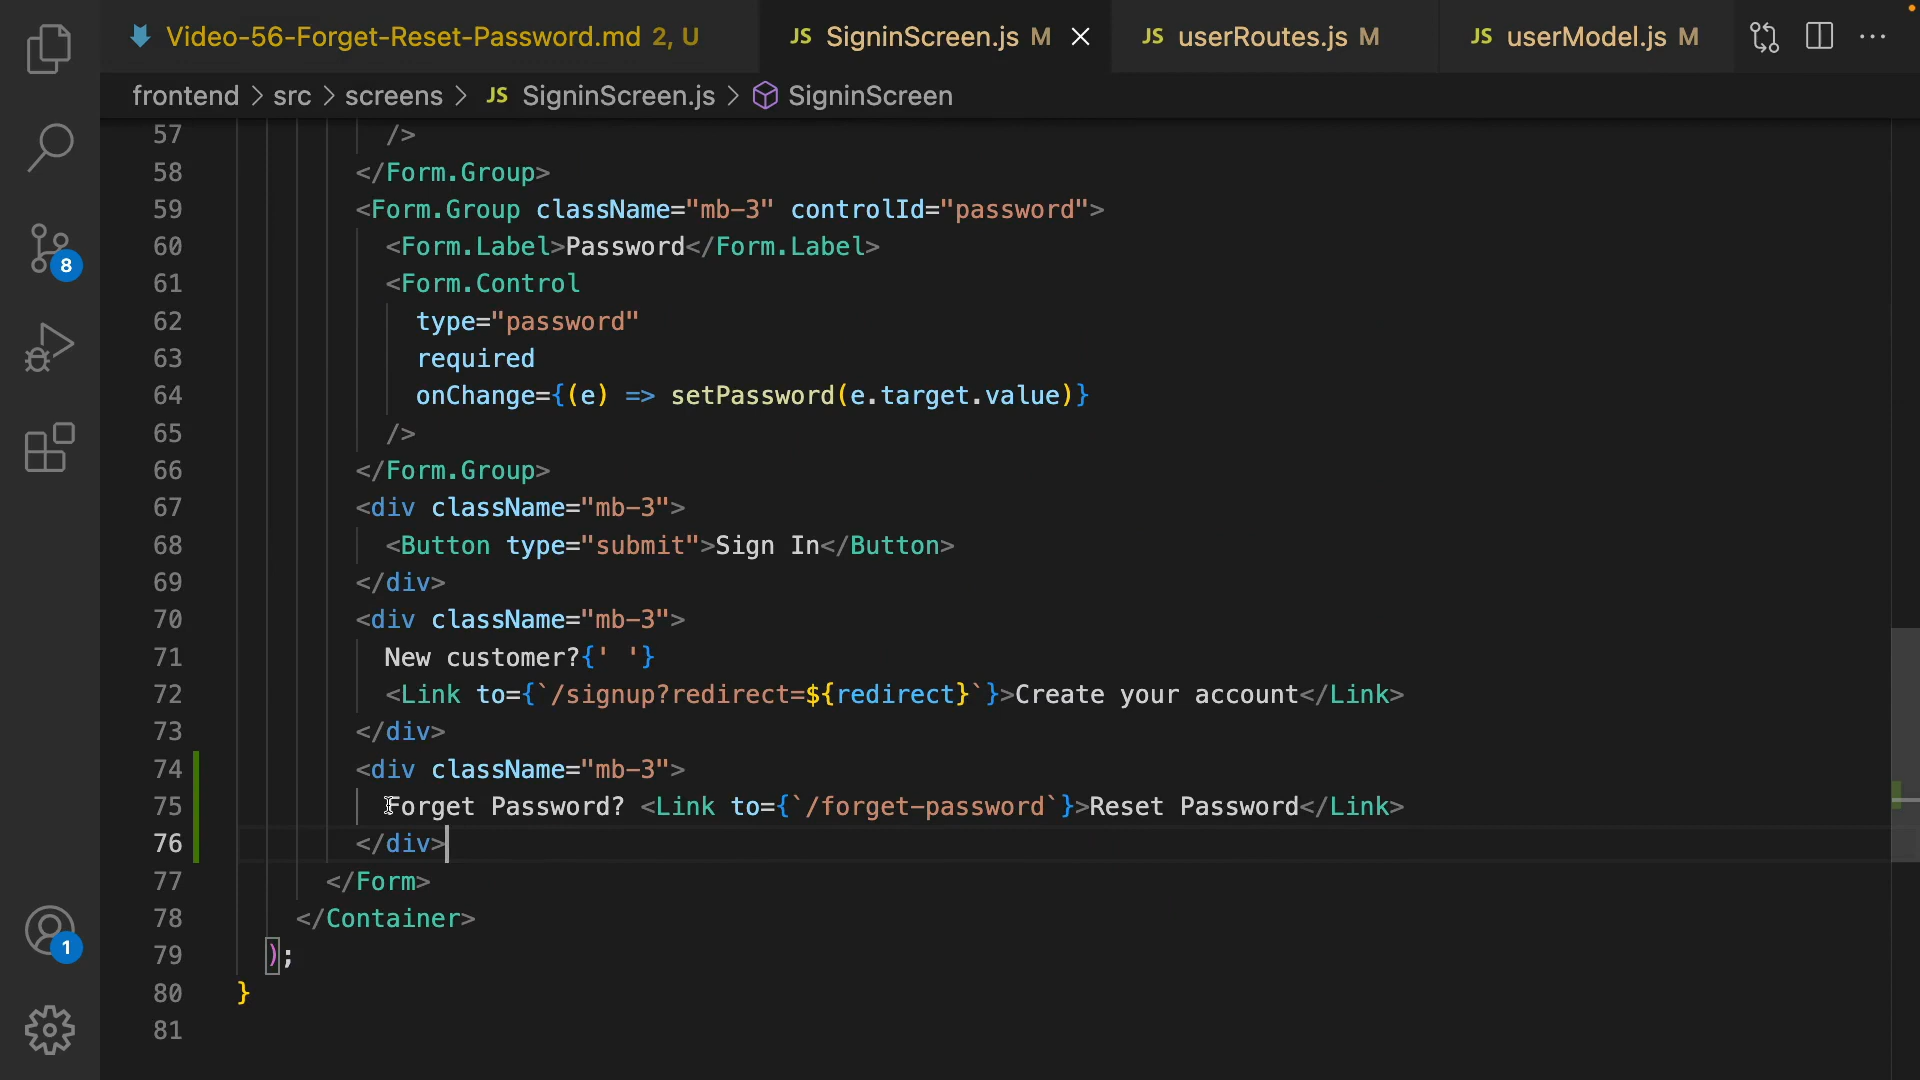 Video-56-Forget-Reset-Password.md 2, U
JS SigninScreen.js M
JS userRoutes.js M
JS userModel.js M
frontend > src > screens > JS SigninScreen.js > SigninScreen
57 />
58 </Form.Group>
59 <Form.Group className="mb-3" controlId="password">
60 <Form.Label>Password</Form.Label>
61 <Form.Control
62 type="password"
63 required
64 onChange={(e) => setPassword(e.target.value)}
65 />
66 </Form.Group>
67 <div className="mb-3">
68 <Button type="submit">Sign In</Button>
69 </div>
70 <div className="mb-3">
71 New customer?{' '}
72 <Link to={`/signup?redirect=${redirect}`}>Create your account</Link>
73 </div>
74 <div className="mb-3">
75 Forget Password? <Link to={`/forget-password`}>Reset Password</Link>
76 </div>
77 </Form>
78 </Container>
79 );
80 }
81
8
1